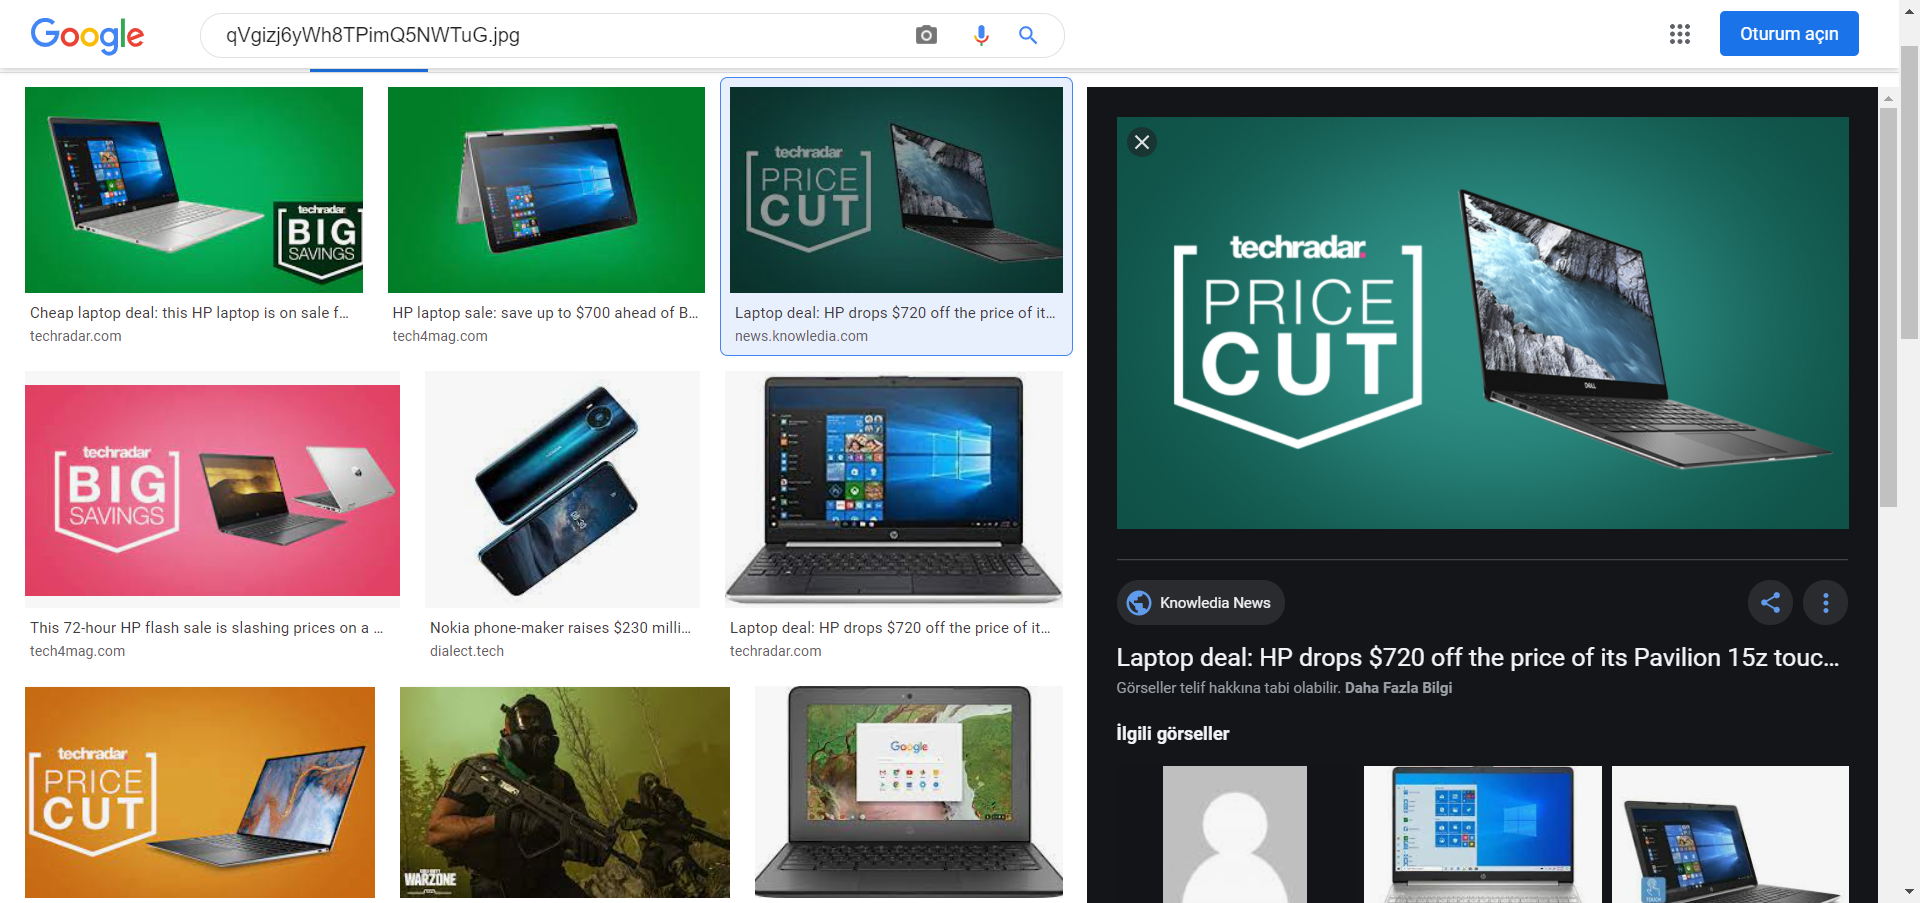 Google
qVgizj6yWh8TPimQ5NWTuG.jpg
Oturum açın
techradar
BIG
SAVINGS
Cheap laptop deal: this HP laptop is on sale f...
techradar.com
HP laptop sale: save up to $700 ahead of B...
tech4mag.com
techradar
PRICE
CUT
Laptop deal: HP drops $720 off the price of it...
news.knowledia.com
techradar.
PRICE
CUT
DELL
techradar
BIG
SAVINGS
This 72-hour HP flash sale is slashing prices on a ...
tech4mag.com
Nokia phone-maker raises $230 milli...
dialect.tech
Laptop deal: HP drops $720 off the price of it...
techradar.com
Knowledia News
Laptop deal: HP drops $720 off the price of its Pavilion 15z touc...
Görseller telif hakkına tabi olabilir. Daha Fazla Bilgi
İlgili görseller
techradar
PRICE
CUT
WARZONE
Google
TOUCH